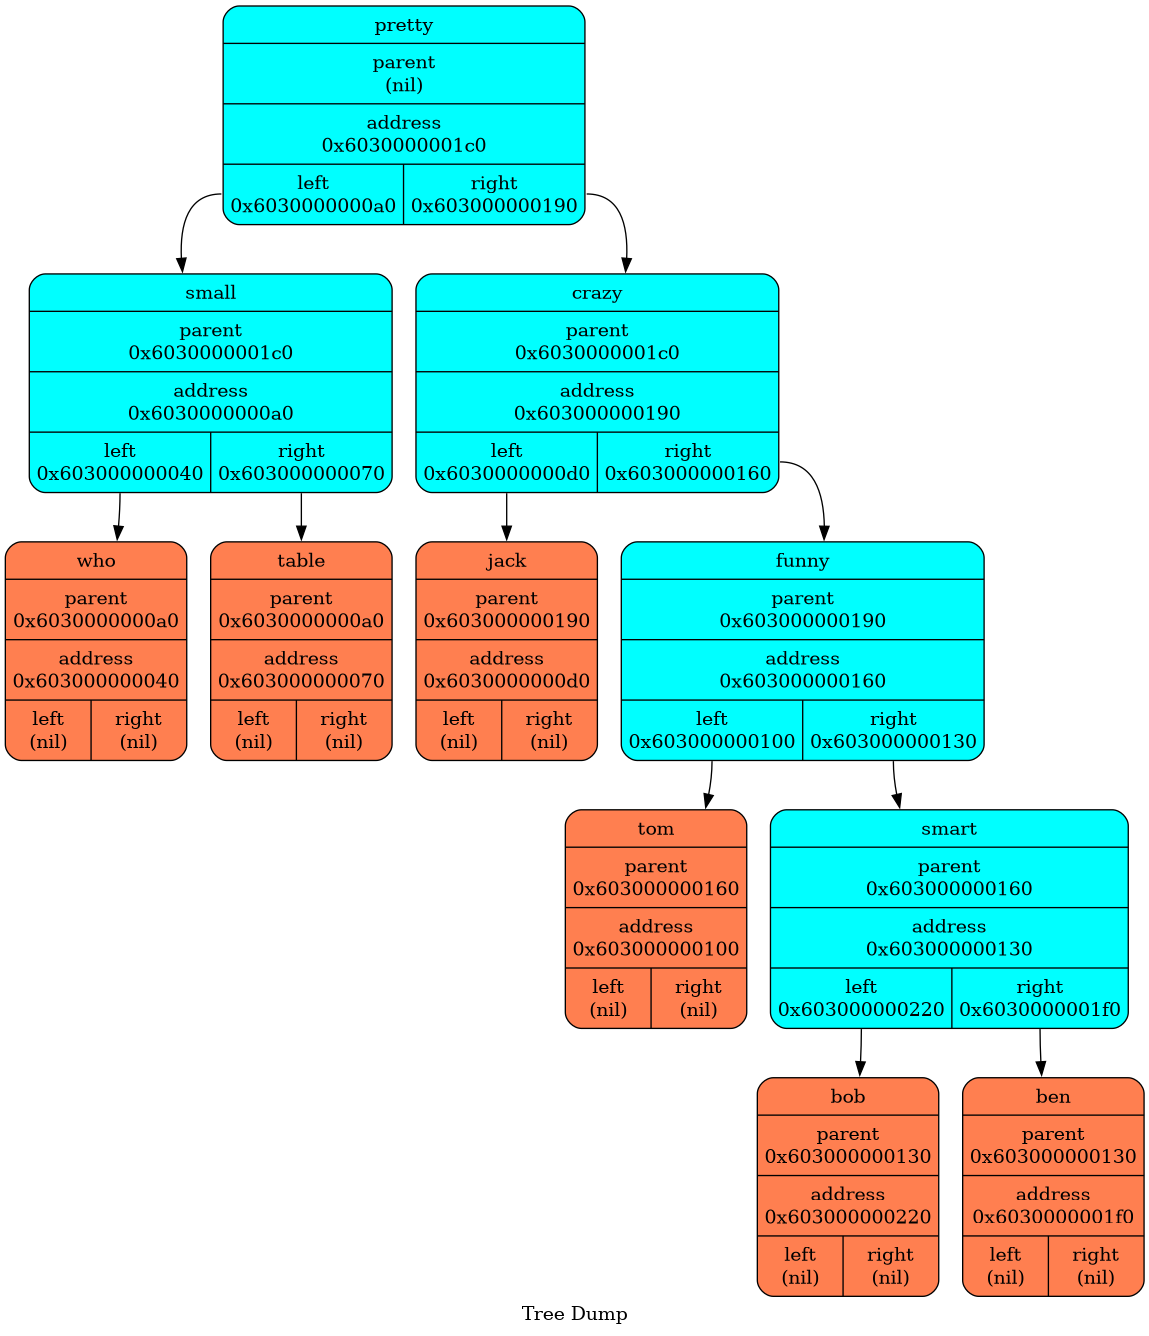 pretty
parent
(nil)
address
0x6030000001c0
left
0x6030000000a0
right
0x603000000190
small
parent
0x6030000001c0
address
0x6030000000a0
left
0x603000000040
right
0x603000000070
crazy
parent
0x6030000001c0
address
0x603000000190
left
0x6030000000d0
right
0x603000000160
who
parent
0x6030000000a0
address
0x603000000040
left
(nil)
right
(nil)
table
parent
0x6030000000a0
address
0x603000000070
left
(nil)
right
(nil)
jack
parent
0x603000000190
address
0x6030000000d0
left
(nil)
right
(nil)
funny
parent
0x603000000190
address
0x603000000160
left
0x603000000100
right
0x603000000130
tom
parent
0x603000000160
address
0x603000000100
left
(nil)
right
(nil)
smart
parent
0x603000000160
address
0x603000000130
left
0x603000000220
right
0x6030000001f0
bob
parent
0x603000000130
address
0x603000000220
left
(nil)
right
(nil)
ben
parent
0x603000000130
address
0x6030000001f0
left
(nil)
right
(nil)
Tree Dump